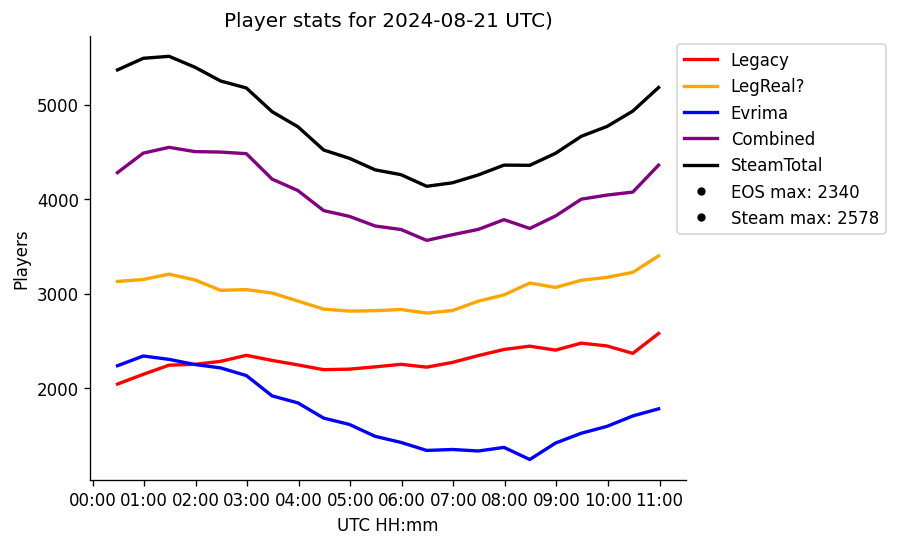 Player stats for 2024-08-21 UTC)
Legacy
LegReal?
Evrima
Combined
SteamTotal
EOS max: 2340
Steam max: 2578
Players
5000
4000
3000
2000
00:00 01:00 02:00 03:00 04:00 05:00 06:00 07:00 08:00 09:00 10:00 11:00
UTC HH:mm